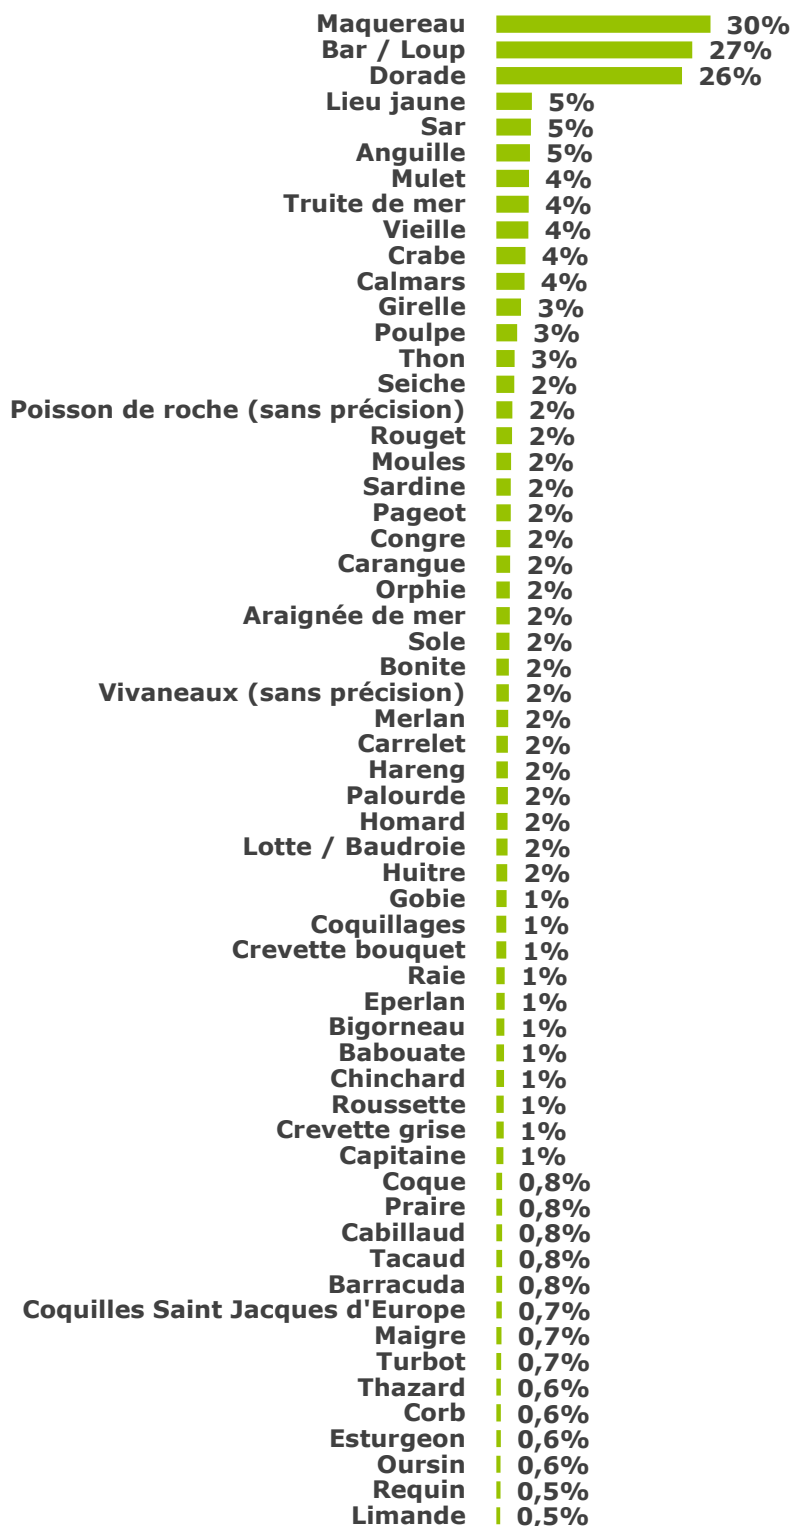 Maquereau 30%
Bar / Loup 27%
Dorade 26%
Lieu jaune 5%
Sar 5%
Anguille 5%
Mulet 4%
Truite de mer 4%
Vieille 4%
Crabe 4%
Calmars 4%
Girelle 3%
Poulpe 3%
Thon 3%
Seiche 2%
Poisson de roche (sans précision) 2%
Rouget 2%
Moules 2%
Sardine 2%
Pageot 2%
Congre 2%
Carangue 2%
Orphie 2%
Araignée de mer 2%
Sole 2%
Bonite 2%
Vivaneaux (sans précision) 2%
Merlan 2%
Carrelet 2%
Hareng 2%
Palourde 2%
Homard 2%
Lotte / Baudroie 2%
Huitre 2%
Gobie 1%
Coquillages 1%
Crevette bouquet 1%
Raie 1%
Eperlan 1%
Bigorneau 1%
Babouate 1%
Chinchard 1%
Roussette 1%
Crevette grise 1%
Capitaine 1%
Coque 0,8%
Praire 0,8%
Cabillaud 0,8%
Tacaud 0,8%
Barracuda 0,8%
Coquilles Saint Jacques d'Europe 0,7%
Maigre 0,7%
Turbot 0,7%
Thazard 0,6%
Corb 0,6%
Esturgeon 0,6%
Oursin 0,6%
Requin 0,5%
Limande 0,5%